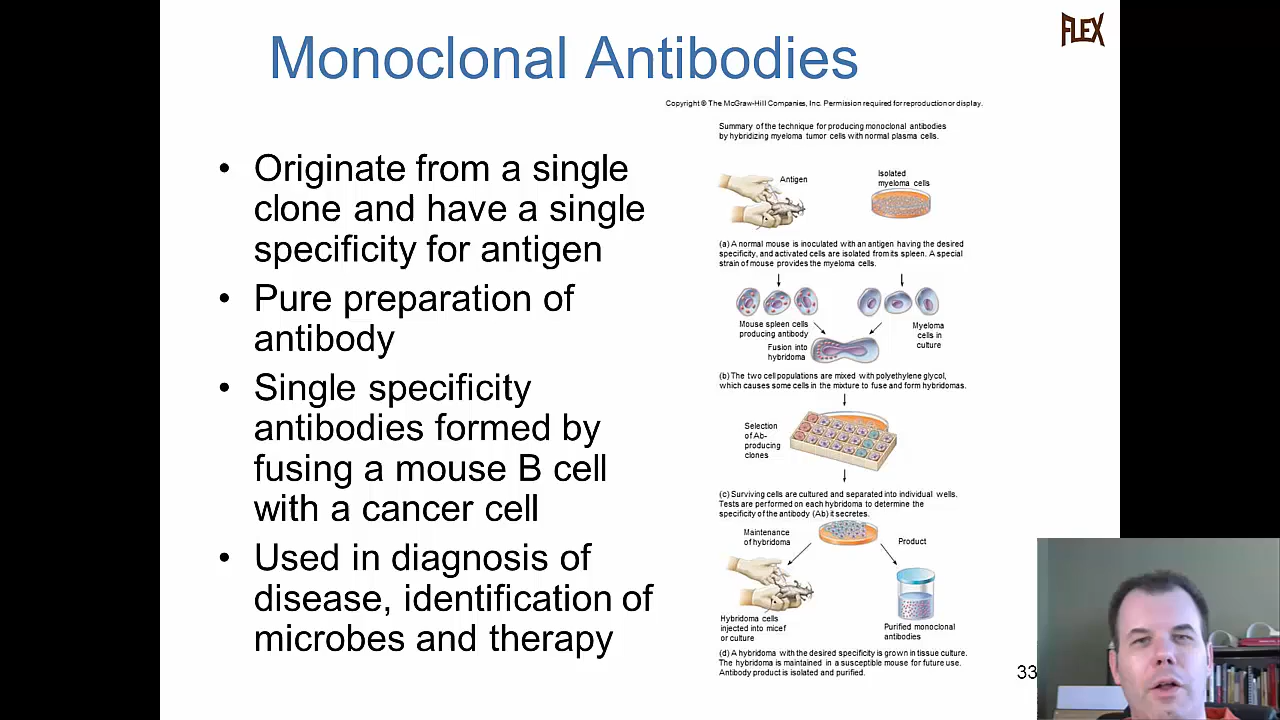 FLEX
Monoclonal Antibodies
Copyright © The McGraw-Hill Companies, Inc. Permission required for reproduction or display.
• Originate from a single
clone and have a single
specificity for antigen
• Pure preparation of
antibody
• Single specificity
antibodies formed by
fusing a mouse B cell
with a cancer cell
• Used in diagnosis of
disease, identification of
microbes and therapy
Summary of the technique for producing monoclonal antibodies
by hybridizing myeloma tumor cells with normal plasma cells.
Antigen
Isolated
myeloma cells
(a) A normal mouse is inoculated with an antigen having the desired
specificity, and activated cells are isolated from its spleen. A special
strain of mouse provides the myeloma cells.
Mouse spleen cells
producing antibody
Myeloma
cells in
culture
Fusion into
hybridoma
(b) The two cell populations are mixed with polyethylene glycol,
which causes some cells in the mixture to fuse and form hybridomas.
Selection
of Ab-
producing
clones
(c) Surviving cells are cultured and separated into individual wells.
Tests are performed on each hybridoma to determine the
specificity of the antibody (Ab) it secretes.
Maintenance
of hybridoma
Product
Hybridoma cells
injected into micef
or culture
Purified monoclonal
antibodies
(d) A hybridoma with the desired specificity is grown in tissue culture.
The hybridoma is maintained in a susceptible mouse for future use.
Antibody product is isolated and purified.
33